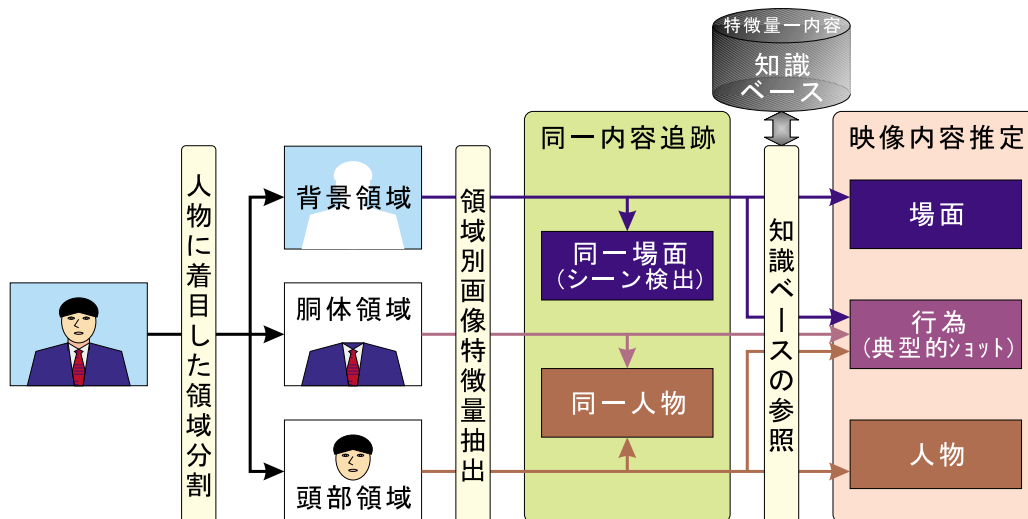 特徴量ー内容
知識
ベース
同一内容追跡
映像内容推定
人物に着目した領域分割
背景領域
領域別画像特徴量抽出
知識ベースの参照
場面
同一場面
(シーン検出)
胴体領域
行為
(典型的ｼｮｯﾄ)
同一人物
人物
頭部領域